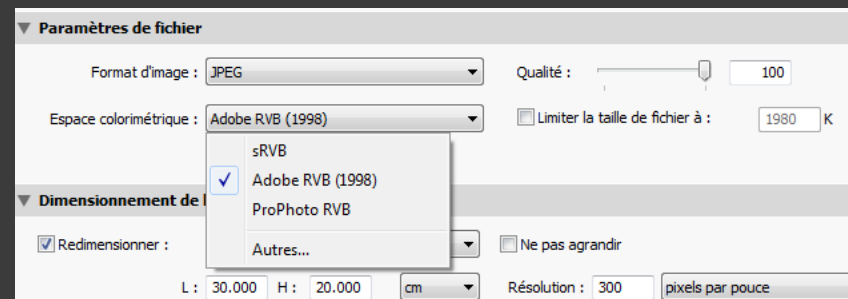 Paramètres de fichier
Format d'image : JPEG Qualité : 100
Espace colorimétrique : Adobe RVB (1998) Limiter la taille de fichier à : 1980 K
sRVB
Adobe RVB (1998)
ProPhoto RVB
Autres...
Dimensionnement de
Redimensionner : Ne pas agrandir
L : 30.000 H : 20.000 cm Résolution : 300 pixels par pouce